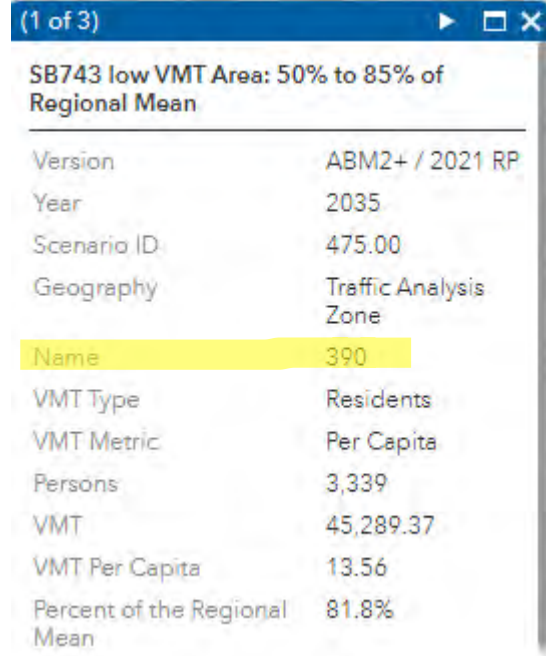 (1 of 3)
SB743 low VMT Area: 50% to 85% of
Regional Mean
Version ABM2+ / 2021 RP
Year 2035
Scenario ID 475.00
Geography Traffic Analysis
Zone
Name 390
VMT Type Residents
VMT Metric Per Capita
Persons 3,339
VMT 45,289.37
VMT Per Capita 13.56
Percent of the Regional 81.8%
Mean